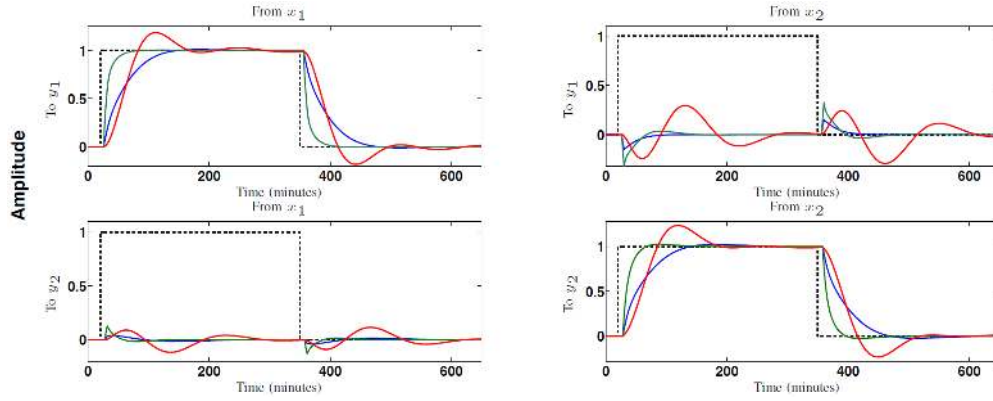 Amplitude
From x1
To y1
1
0.5
0
0 200 400 600
Time (minutes)
From x2
To y1
1
0.5
0
0 200 400 600
Time (minutes)
From x1
To y2
1
0.5
0
0 200 400 600
Time (minutes)
From x2
To y2
1
0.5
0
0 200 400 600
Time (minutes)